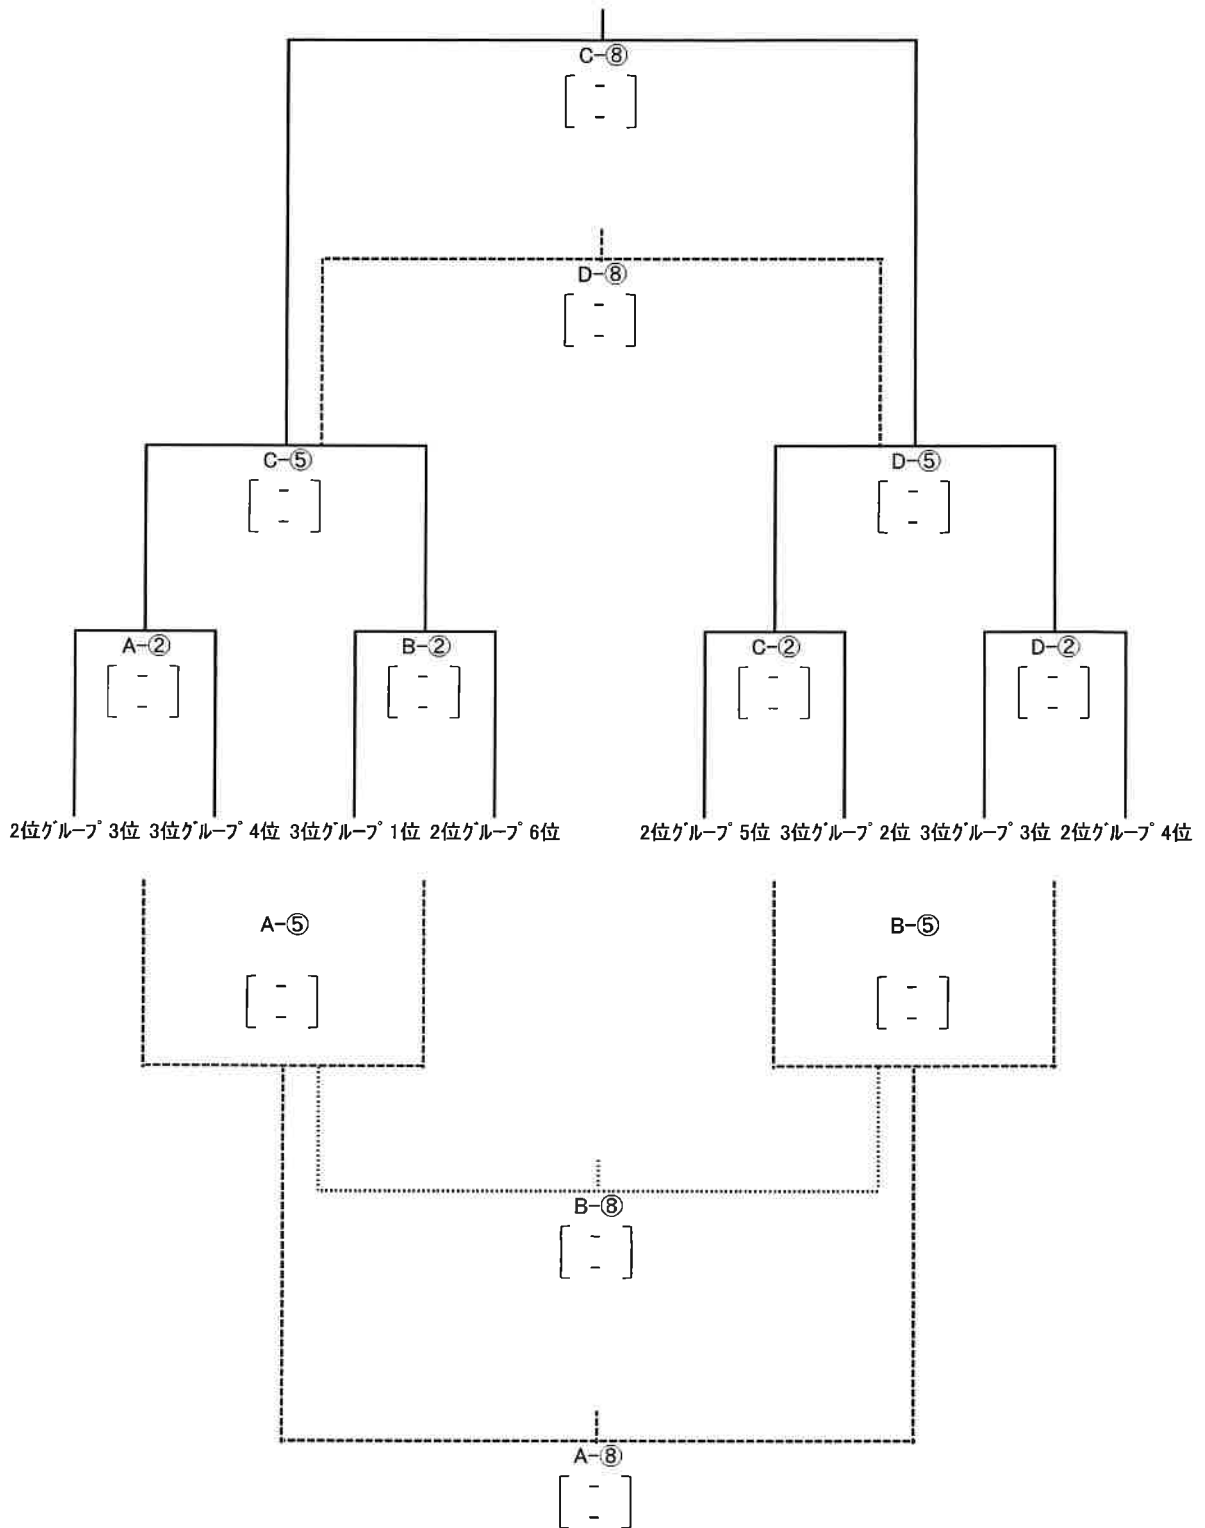 C-⑧
-
-
D-⑧
-
-
C-⑤
-
-
D-⑤
-
-
A-②
-
-
B-②
-
-
C-②
-
-
D-②
-
-
2位グループ 3位 3位グループ 4位 3位グループ 1位 2位グループ 6位
2位グループ 5位 3位グループ 2位 3位グループ 3位 2位グループ 4位
A-⑤
-
-
B-⑤
-
-
B-⑧
-
-
A-⑧
-
-